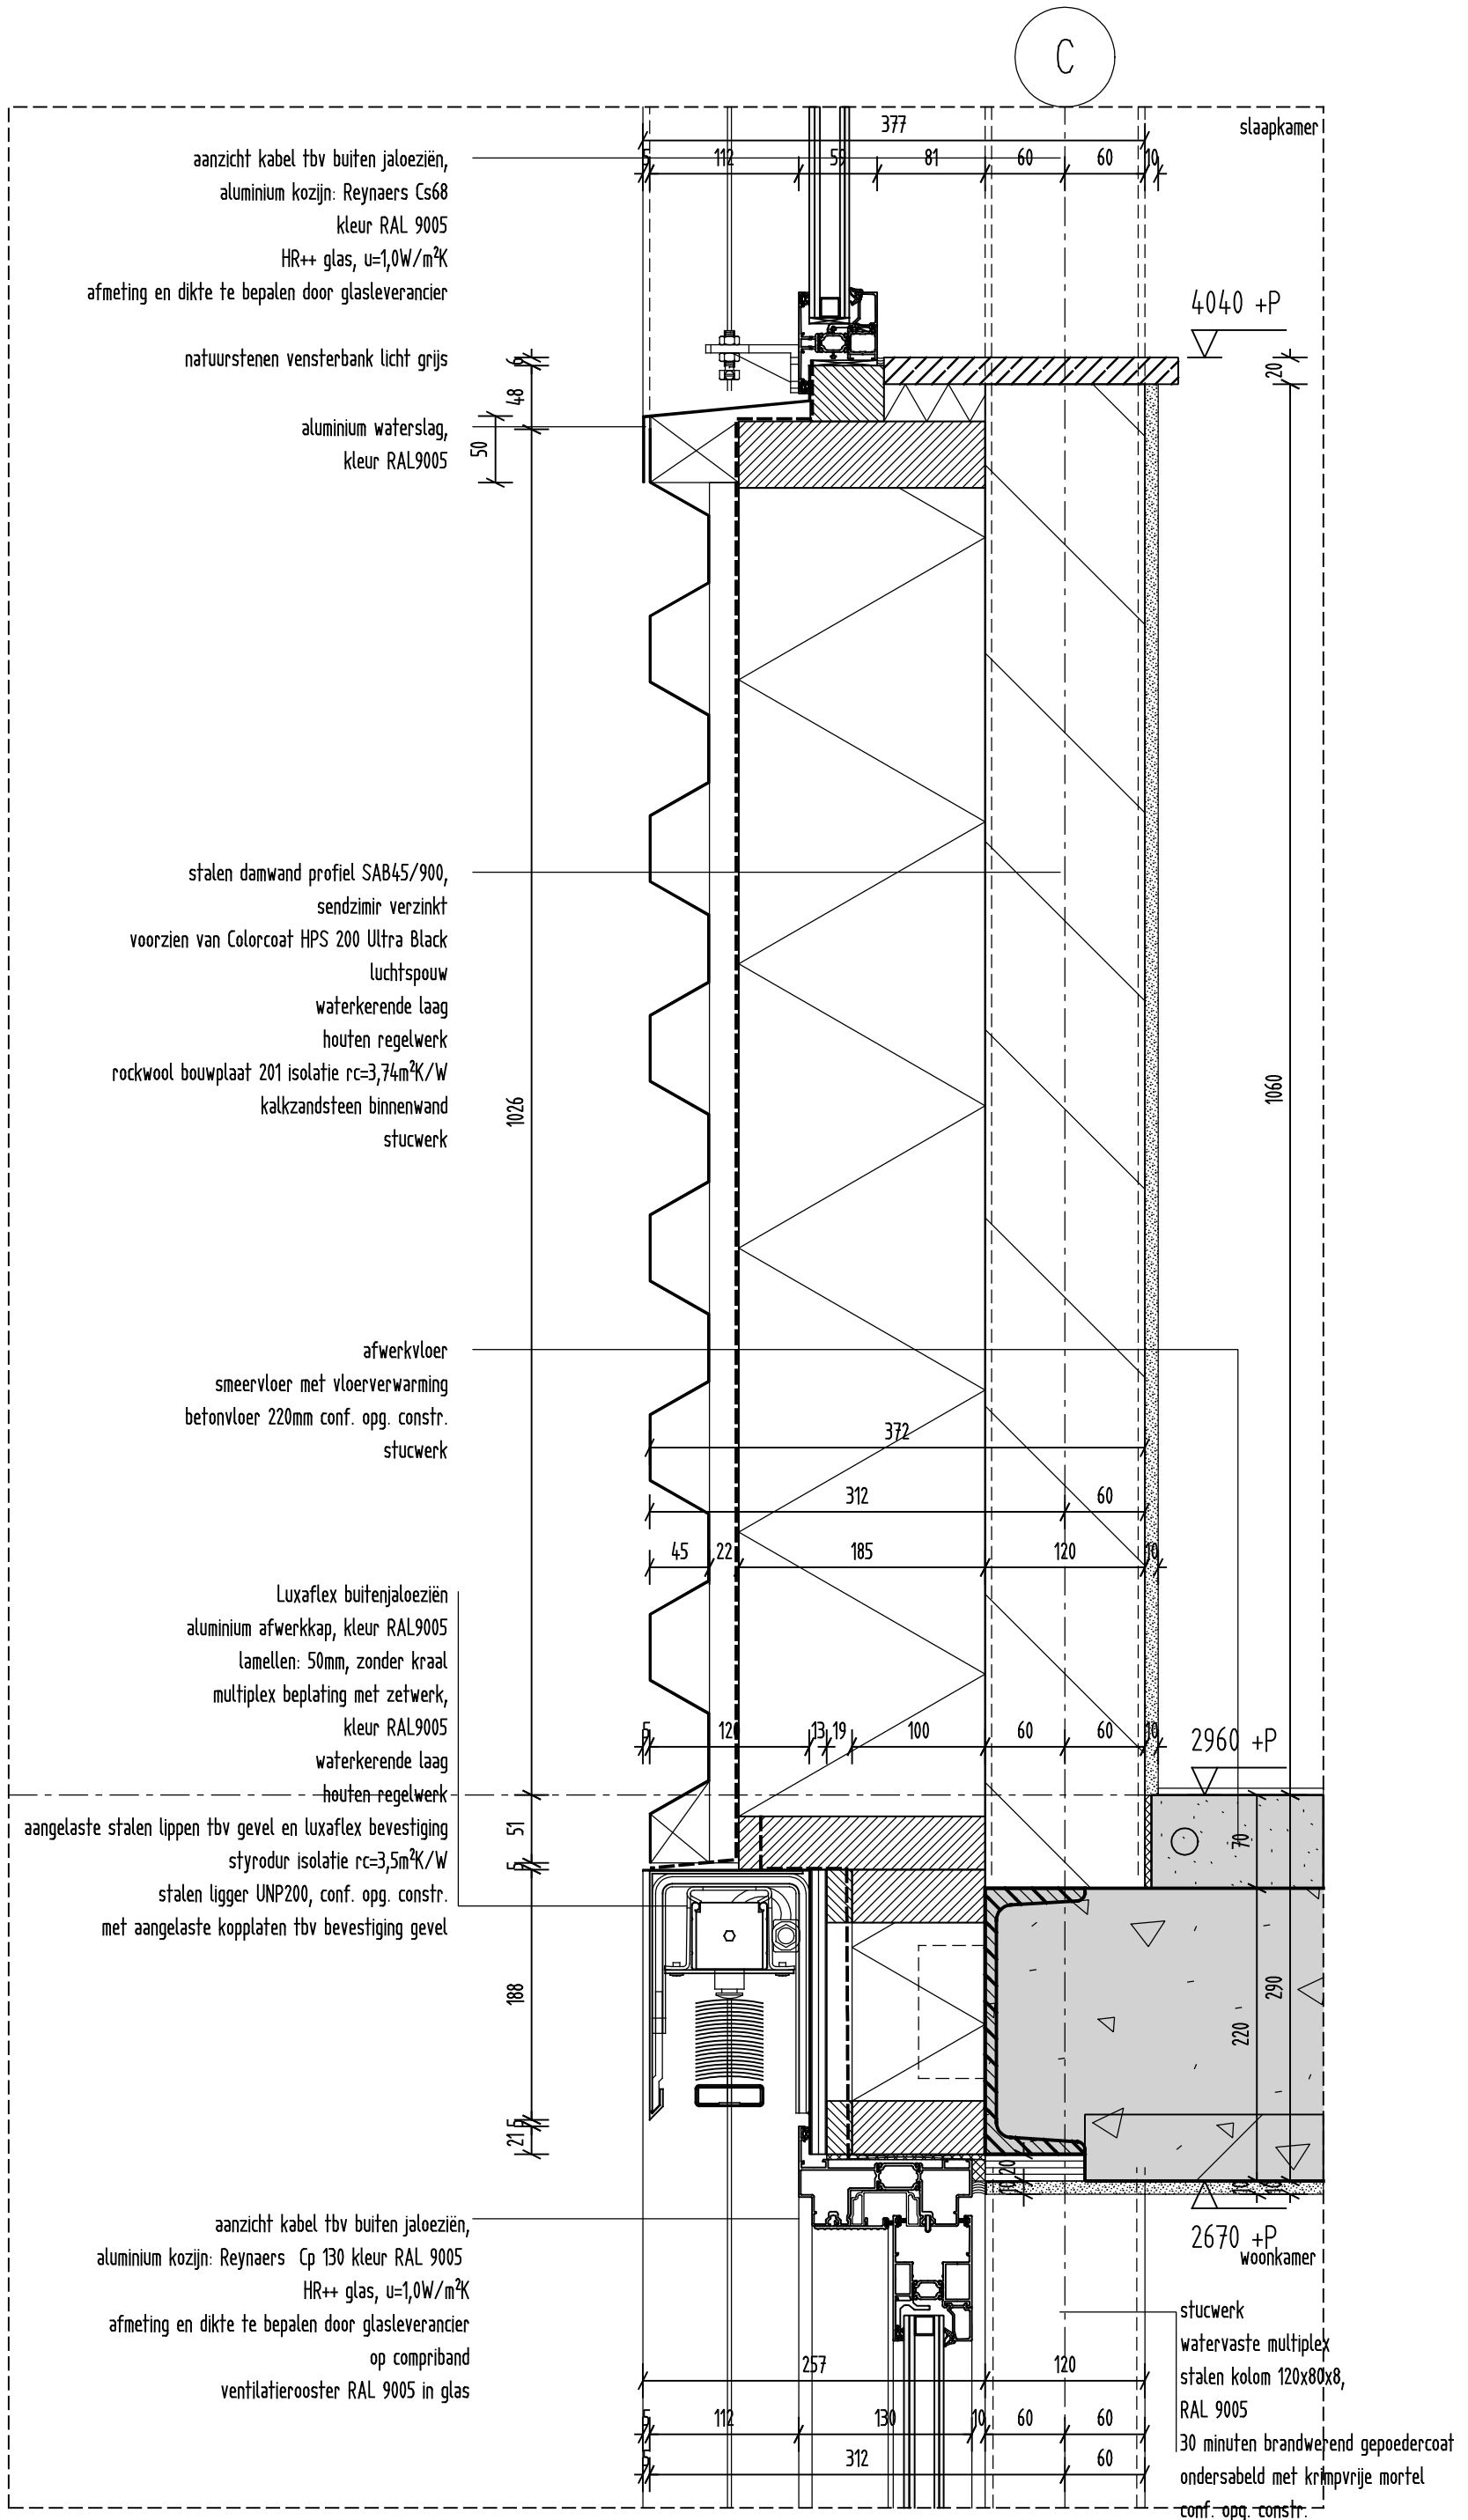 C
377
slaapkamer
5 112 59 81 60 60 10
aanzicht kabel tbv buiten jaloeziën,
aluminium kozijn: Reynaers Cs68
kleur RAL 9005
HR++ glas, u=1,0W/m²K
afmeting en dikte te bepalen door glasleverancier
4040 +P
natuurstenen vensterbank licht grijs
6
20
48
aluminium waterslag,
kleur RAL9005
50
stalen damwand profiel SAB45/900,
sendzimir verzinkt
voorzien van Colorcoat HPS 200 Ultra Black
luchtspouw
waterkerende laag
houten regelwerk
rockwool bouwplaat 201 isolatie rc=3,74m²K/W
kalkzandsteen binnenwand
stucwerk
1026
1060
afwerkvloer
smeervloer met vloerverwarming
betonvloer 220mm conf. opg. constr.
stucwerk
372
312 60
45 22 185 120 10
Luxaflex buitenjaloeziën
aluminium afwerkkap, kleur RAL9005
lamellen: 50mm, zonder kraal
multiplex beplating met zetwerk,
kleur RAL9005
waterkerende laag
houten regelwerk
aangelaste stalen lippen tbv gevel en luxaflex bevestiging
styrodur isolatie rc=3,5m²K/W
stalen ligger UNP200, conf. opg. constr.
met aangelaste kopplaten tbv bevestiging gevel
5 120 13 19 100 60 60 10
2960 +P
51
70
5
188
290
220
5
21
20
10
10
10
2670 +P
woonkamer
aanzicht kabel tbv buiten jaloeziën,
aluminium kozijn: Reynaers Cp 130 kleur RAL 9005
HR++ glas, u=1,0W/m²K
afmeting en dikte te bepalen door glasleverancier
op compriband
ventilatierooster RAL 9005 in glas
stucwerk
watervaste multiplex
stalen kolom 120x80x8,
RAL 9005
30 minuten brandwerend gepoedercoat
ondersabeld met krimpvrije mortel
conf. opg. constr.
257 120
5 112 130 10 60 60
5 312 60